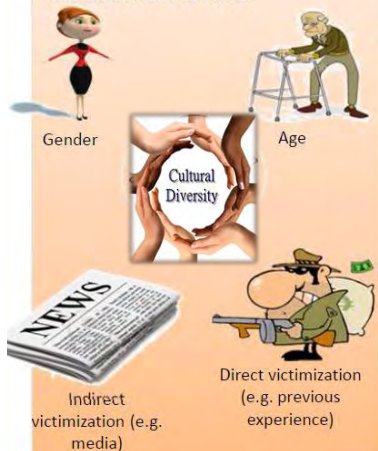 Gender
Age
Cultural
Diversity
NEWS
Indirect
victimization (e.g.
media)
Direct victimization
(e.g. previous
experience)